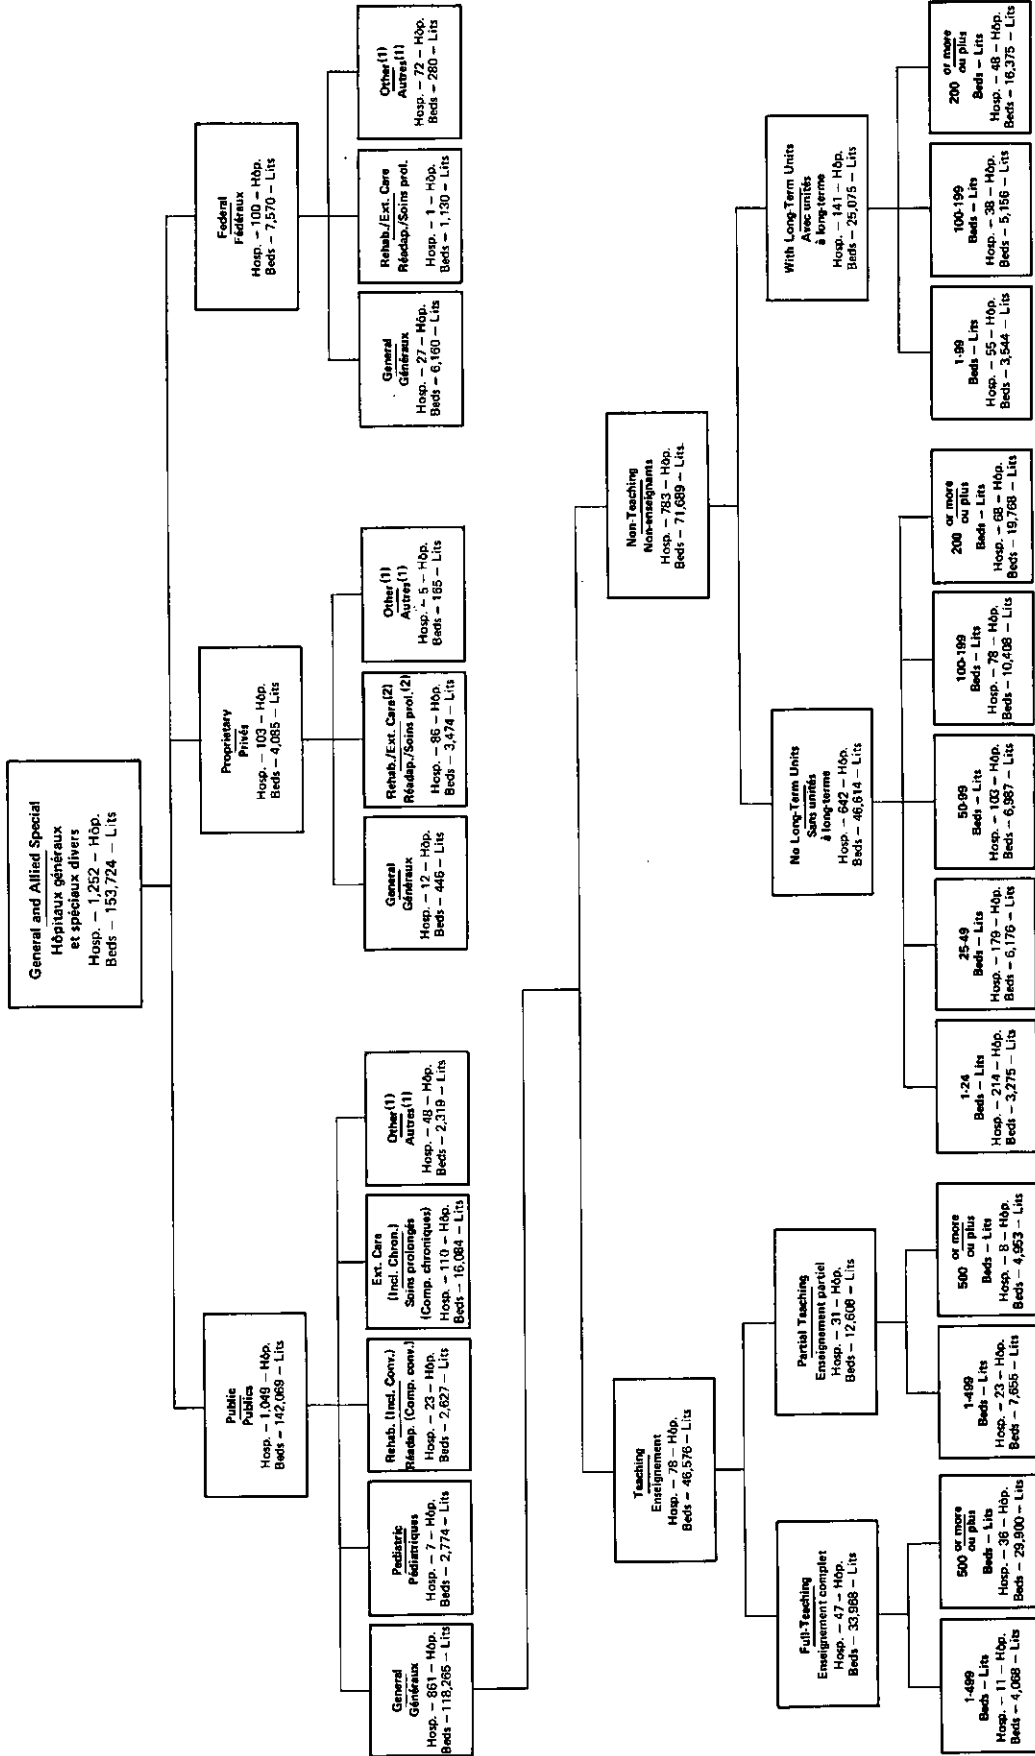 General and Allied Special
Hôpitaux généraux
et spéciaux divers
Hosp. – 1,252 – Hôp.
Beds – 153,724 – Lits
Public
Publics
Hosp. – 1,049 – Hôp.
Beds – 142,069 – Lits
Proprietary
Privés
Hosp. – 103 – Hôp.
Beds – 4,085 – Lits
Federal
Fédéraux
Hosp. – 100 – Hôp.
Beds – 7,570 – Lits
General
Généraux
Hosp. – 861 – Hôp.
Beds – 118,265 – Lits
Pediatric
Pédiatriques
Hosp. – 7 – Hôp.
Beds – 2,774 – Lits
Rehab. (Incl. Conv.)
Réadap. (Comp. conv.)
Hosp. – 23 – Hôp.
Beds – 2,627 – Lits
Ext. Care
(Incl. Chron.)
Soins prolongés
(Comp. chroniques)
Hosp. – 110 – Hôp.
Beds – 16,084 – Lits
Other(1)
Autres(1)
Hosp. – 48 – Hôp.
Beds – 2,319 – Lits
General
Généraux
Hosp. – 12 – Hôp.
Beds – 446 – Lits
Rehab./Ext. Care(2)
Réadap./Soins prol.(2)
Hosp. – 86 – Hôp.
Beds – 3,474 – Lits
Other(1)
Autres(1)
Hosp. – 5 – Hôp.
Beds – 165 – Lits
General
Généraux
Hosp. – 27 – Hôp.
Beds – 6,160 – Lits
Rehab./Ext. Care
Réadap./Soins prol.
Hosp. – 1 – Hôp.
Beds – 1,130 – Lits
Other(1)
Autres(1)
Hosp. – 72 – Hôp.
Beds – 280 – Lits
Teaching
Enseignement
Hosp. – 78 – Hôp.
Beds – 46,576 – Lits
Non-Teaching
Non-enseignants
Hosp. – 783 – Hôp.
Beds – 71,689 – Lits
Full-Teaching
Enseignement complet
Hosp. – 47 – Hôp.
Beds – 33,968 – Lits
Partial Teaching
Enseignement partiel
Hosp. – 31 – Hôp.
Beds – 12,608 – Lits
No Long-Term Units
Sans unités
à long-terme
Hosp. – 642 – Hôp.
Beds – 46,614 – Lits
With Long-Term Units
Avec unités
à long-terme
Hosp. – 141 – Hôp.
Beds – 25,075 – Lits
1-499
Beds – Lits
Hosp. – 11 – Hôp.
Beds – 4,068 – Lits
500 or more
ou plus
Beds – Lits
Hosp. – 36 – Hôp.
Beds – 29,900 – Lits
1-499
Beds – Lits
Hosp. – 23 – Hôp.
Beds – 7,655 – Lits
500 or more
ou plus
Beds – Lits
Hosp. – 8 – Hôp.
Beds – 4,953 – Lits
1-24
Beds – Lits
Hosp. – 214 – Hôp.
Beds – 3,275 – Lits
25-49
Beds – Lits
Hosp. – 179 – Hôp.
Beds – 6,176 – Lits
50-99
Beds – Lits
Hosp. – 103 – Hôp.
Beds – 6,987 – Lits
100-199
Beds – Lits
Hosp. – 78 – Hôp.
Beds – 10,408 – Lits
200 or more
ou plus
Beds – Lits
Hosp. – 68 – Hôp.
Beds – 19,768 – Lits
1-99
Beds – Lits
Hosp. – 55 – Hôp.
Beds – 3,544 – Lits
100-199
Beds – Lits
Hosp. – 38 – Hôp.
Beds – 5,156 – Lits
200 or more
ou plus
Beds – Lits
Hosp. – 48 – Hôp.
Beds – 16,375 – Lits